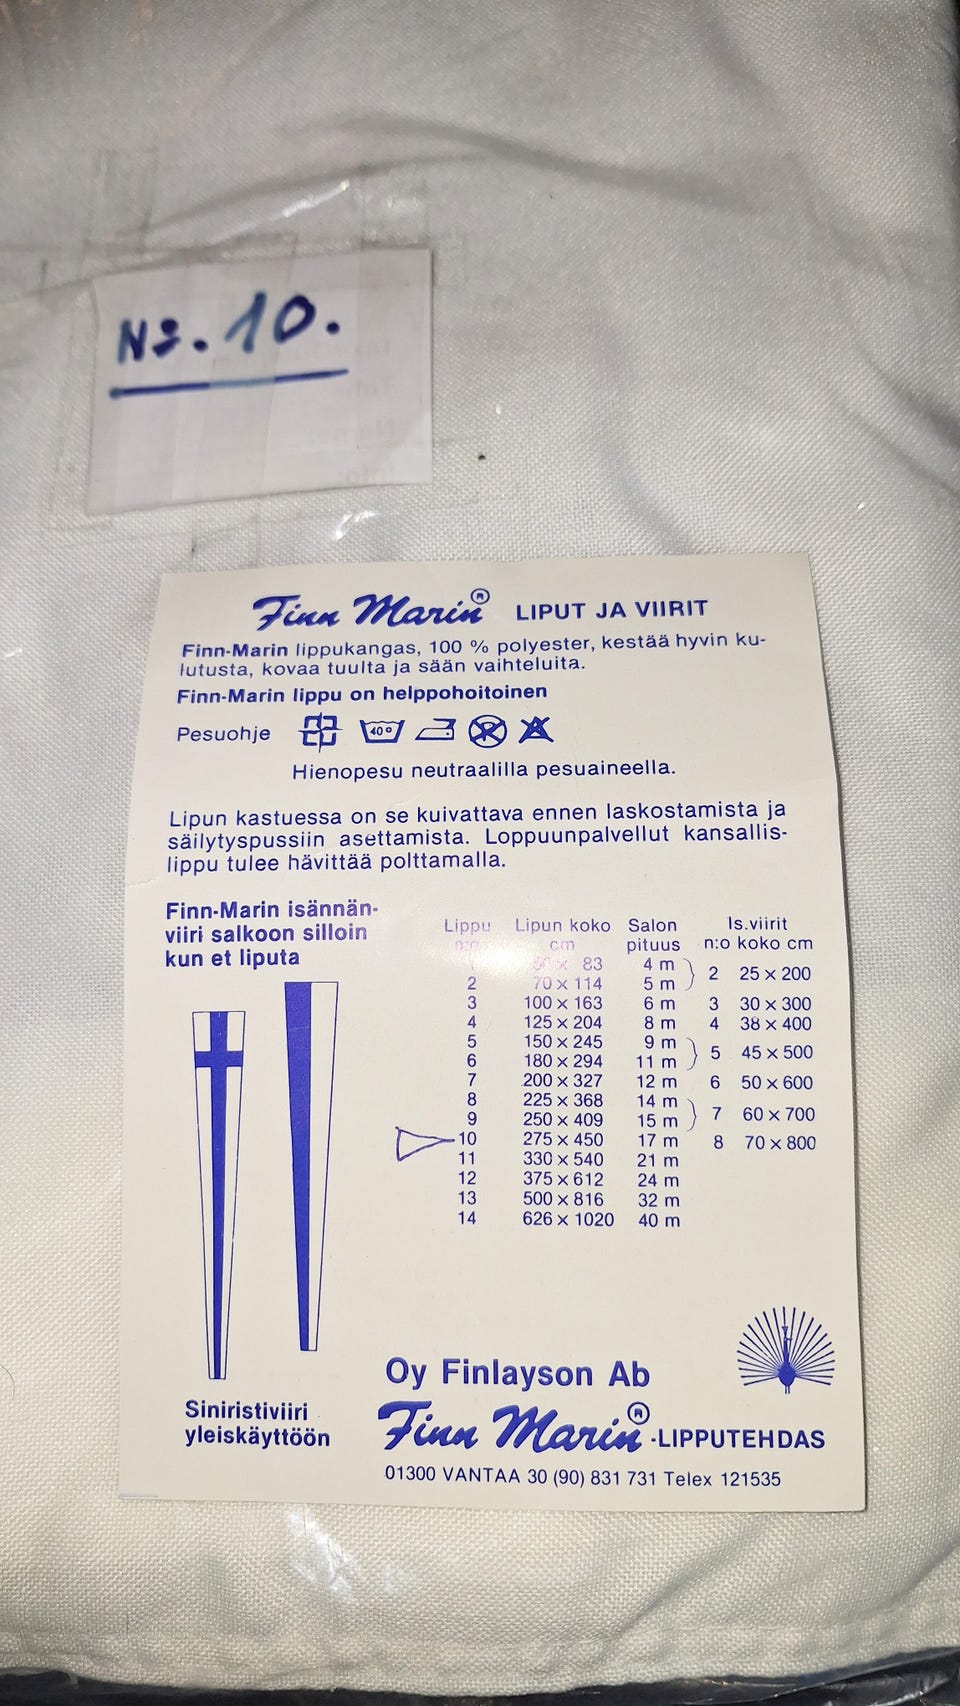 N:o.10.
Finn Marin® LIPUT JA VIIRIT
Finn-Marin lippukangas, 100 % polyester, kestää hyvin ku-
lutusta, kovaa tuulta ja sään vaihteluita.
Finn-Marin lippu on helppohoitoinen
Pesuohje 40°
Hienopesu neutraalilla pesuaineella.
Lipun kastuessa on se kuivattava ennen laskostamista ja
säilytyspussiin asettamista. Loppuunpalvellut kansallis-
lippu tulee hävittää polttamalla.
Finn-Marin isännän-
viiri salkoon silloin
kun et liputa
Lippu Lipun koko Salon Is.viirit
n:o cm pituus n:o koko cm
x 83 4 m
2 70 x 114 5 m 2 25 x 200
3 100 x 163 6 m 3 30 x 300
4 125 x 204 8 m 4 38 x 400
5 150 x 245 9 m
6 180 x 294 11 m 5 45 x 500
7 200 x 327 12 m 6 50 x 600
8 225 x 368 14 m
9 250 x 409 15 m 7 60 x 700
10 275 x 450 17 m 8 70 x 800
11 330 x 540 21 m
12 375 x 612 24 m
13 500 x 816 32 m
14 626 x 1020 40 m
Siniristiviiri
yleiskäyttöön
Oy Finlayson Ab
Finn Marin® -LIPPUTEHDAS
01300 VANTAA 30 (90) 831 731 Telex 121535